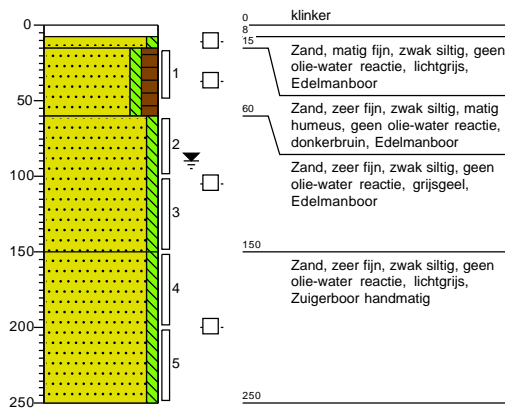 0
50
100
150
200
250
1
2
3
4
5
0
klinker
8
15
Zand, matig fijn, zwak siltig, geen
olie-water reactie, lichtgrijs,
Edelmanboor
60
Zand, zeer fijn, zwak siltig, matig
humeus, geen olie-water reactie,
donkerbruin, Edelmanboor
Zand, zeer fijn, zwak siltig, geen
olie-water reactie, grijsgeel,
Edelmanboor
150
Zand, zeer fijn, zwak siltig, geen
olie-water reactie, lichtgrijs,
Zuigerboor handmatig
250